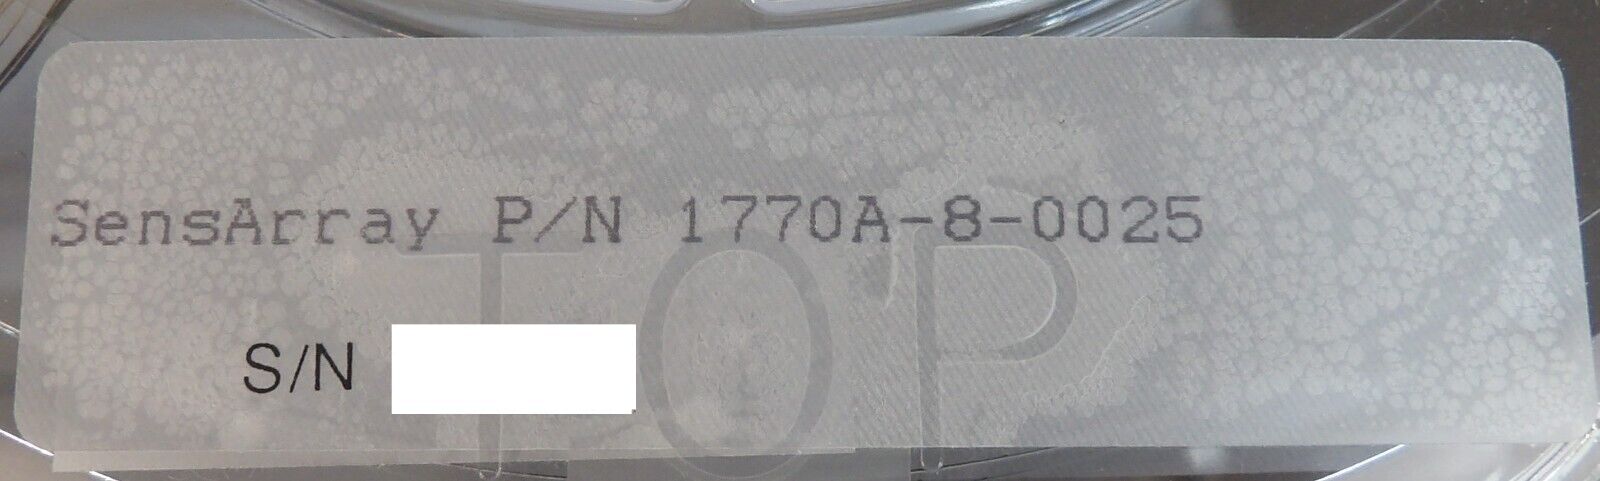 SensArray P/N 1770A-8-0025
TOP
S/N